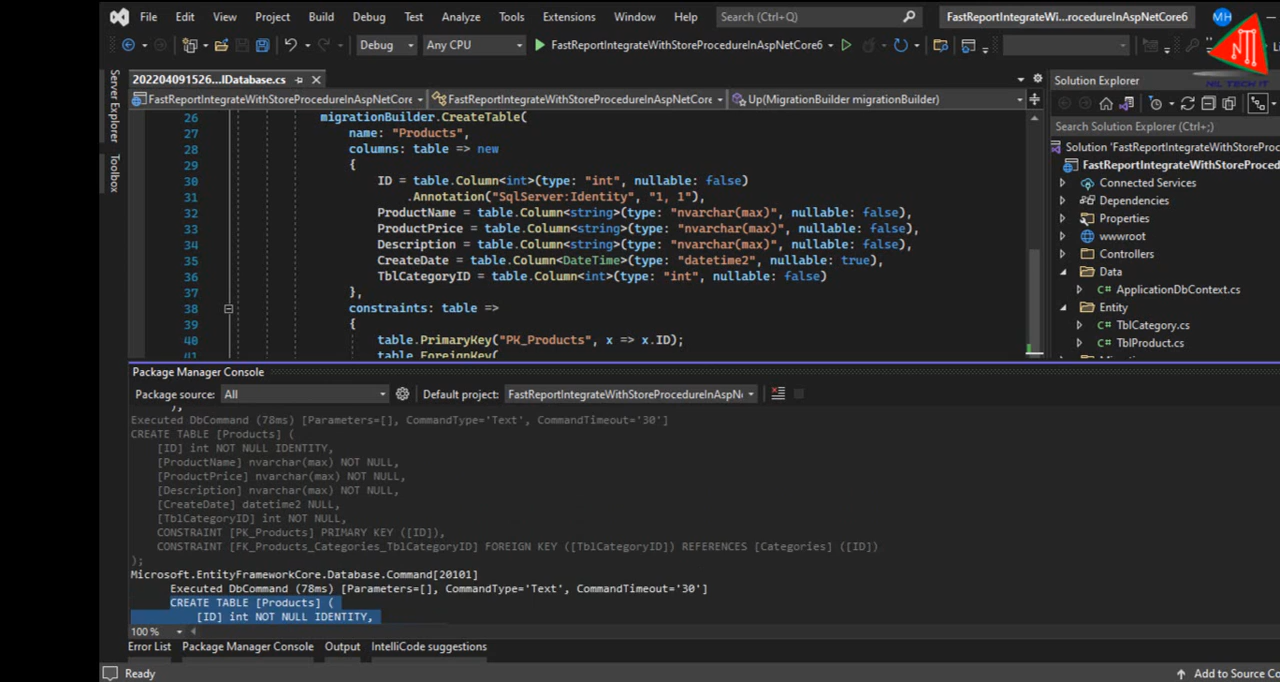 File Edit View Project Build Debug Test Analyze Tools Extensions Window Help Search (Ctrl+Q) FastReportIntegrateWi...rocedureInAspNetCore6 MH
Debug Any CPU FastReportIntegrateWithStoreProcedureInAspNetCore6
NIL TECH IT
Server Explorer
Toolbox
202204091526...lDatabase.cs
FastReportIntegrateWithStoreProcedureInAspNetCore FastReportIntegrateWithStoreProcedureInAspNetCore Up(MigrationBuilder migrationBuilder)
26 migrationBuilder.CreateTable(
27 name: "Products",
28 columns: table => new
29 {
30 ID = table.Column<int>(type: "int", nullable: false)
31 .Annotation("SqlServer:Identity", "1, 1"),
32 ProductName = table.Column<string>(type: "nvarchar(max)", nullable: false),
33 ProductPrice = table.Column<string>(type: "nvarchar(max)", nullable: false),
34 Description = table.Column<string>(type: "nvarchar(max)", nullable: false),
35 CreateDate = table.Column<DateTime>(type: "datetime2", nullable: true),
36 TblCategoryID = table.Column<int>(type: "int", nullable: false)
37 },
38 constraints: table =>
39 {
40 table.PrimaryKey("PK_Products", x => x.ID);
41 table.ForeignKey(
Solution Explorer
Search Solution Explorer (Ctrl+;)
Solution 'FastReportIntegrateWithStoreProc
FastReportIntegrateWithStoreProced
Connected Services
Dependencies
Properties
wwwroot
Controllers
Data
ApplicationDbContext.cs
Entity
TblCategory.cs
TblProduct.cs
Package Manager Console
Package source: All Default project: FastReportIntegrateWithStoreProcedureInAspN
);
Executed DbCommand (78ms) [Parameters=[], CommandType='Text', CommandTimeout='30']
CREATE TABLE [Products] (
[ID] int NOT NULL IDENTITY,
[ProductName] nvarchar(max) NOT NULL,
[ProductPrice] nvarchar(max) NOT NULL,
[Description] nvarchar(max) NOT NULL,
[CreateDate] datetime2 NULL,
[TblCategoryID] int NOT NULL,
CONSTRAINT [PK_Products] PRIMARY KEY ([ID]),
CONSTRAINT [FK_Products_Categories_TblCategoryID] FOREIGN KEY ([TblCategoryID]) REFERENCES [Categories] ([ID])
);
Microsoft.EntityFrameworkCore.Database.Command[20101]
Executed DbCommand (78ms) [Parameters=[], CommandType='Text', CommandTimeout='30']
CREATE TABLE [Products] (
[ID] int NOT NULL IDENTITY,
100 %
Error List Package Manager Console Output IntelliCode suggestions
Ready Add to Source Co